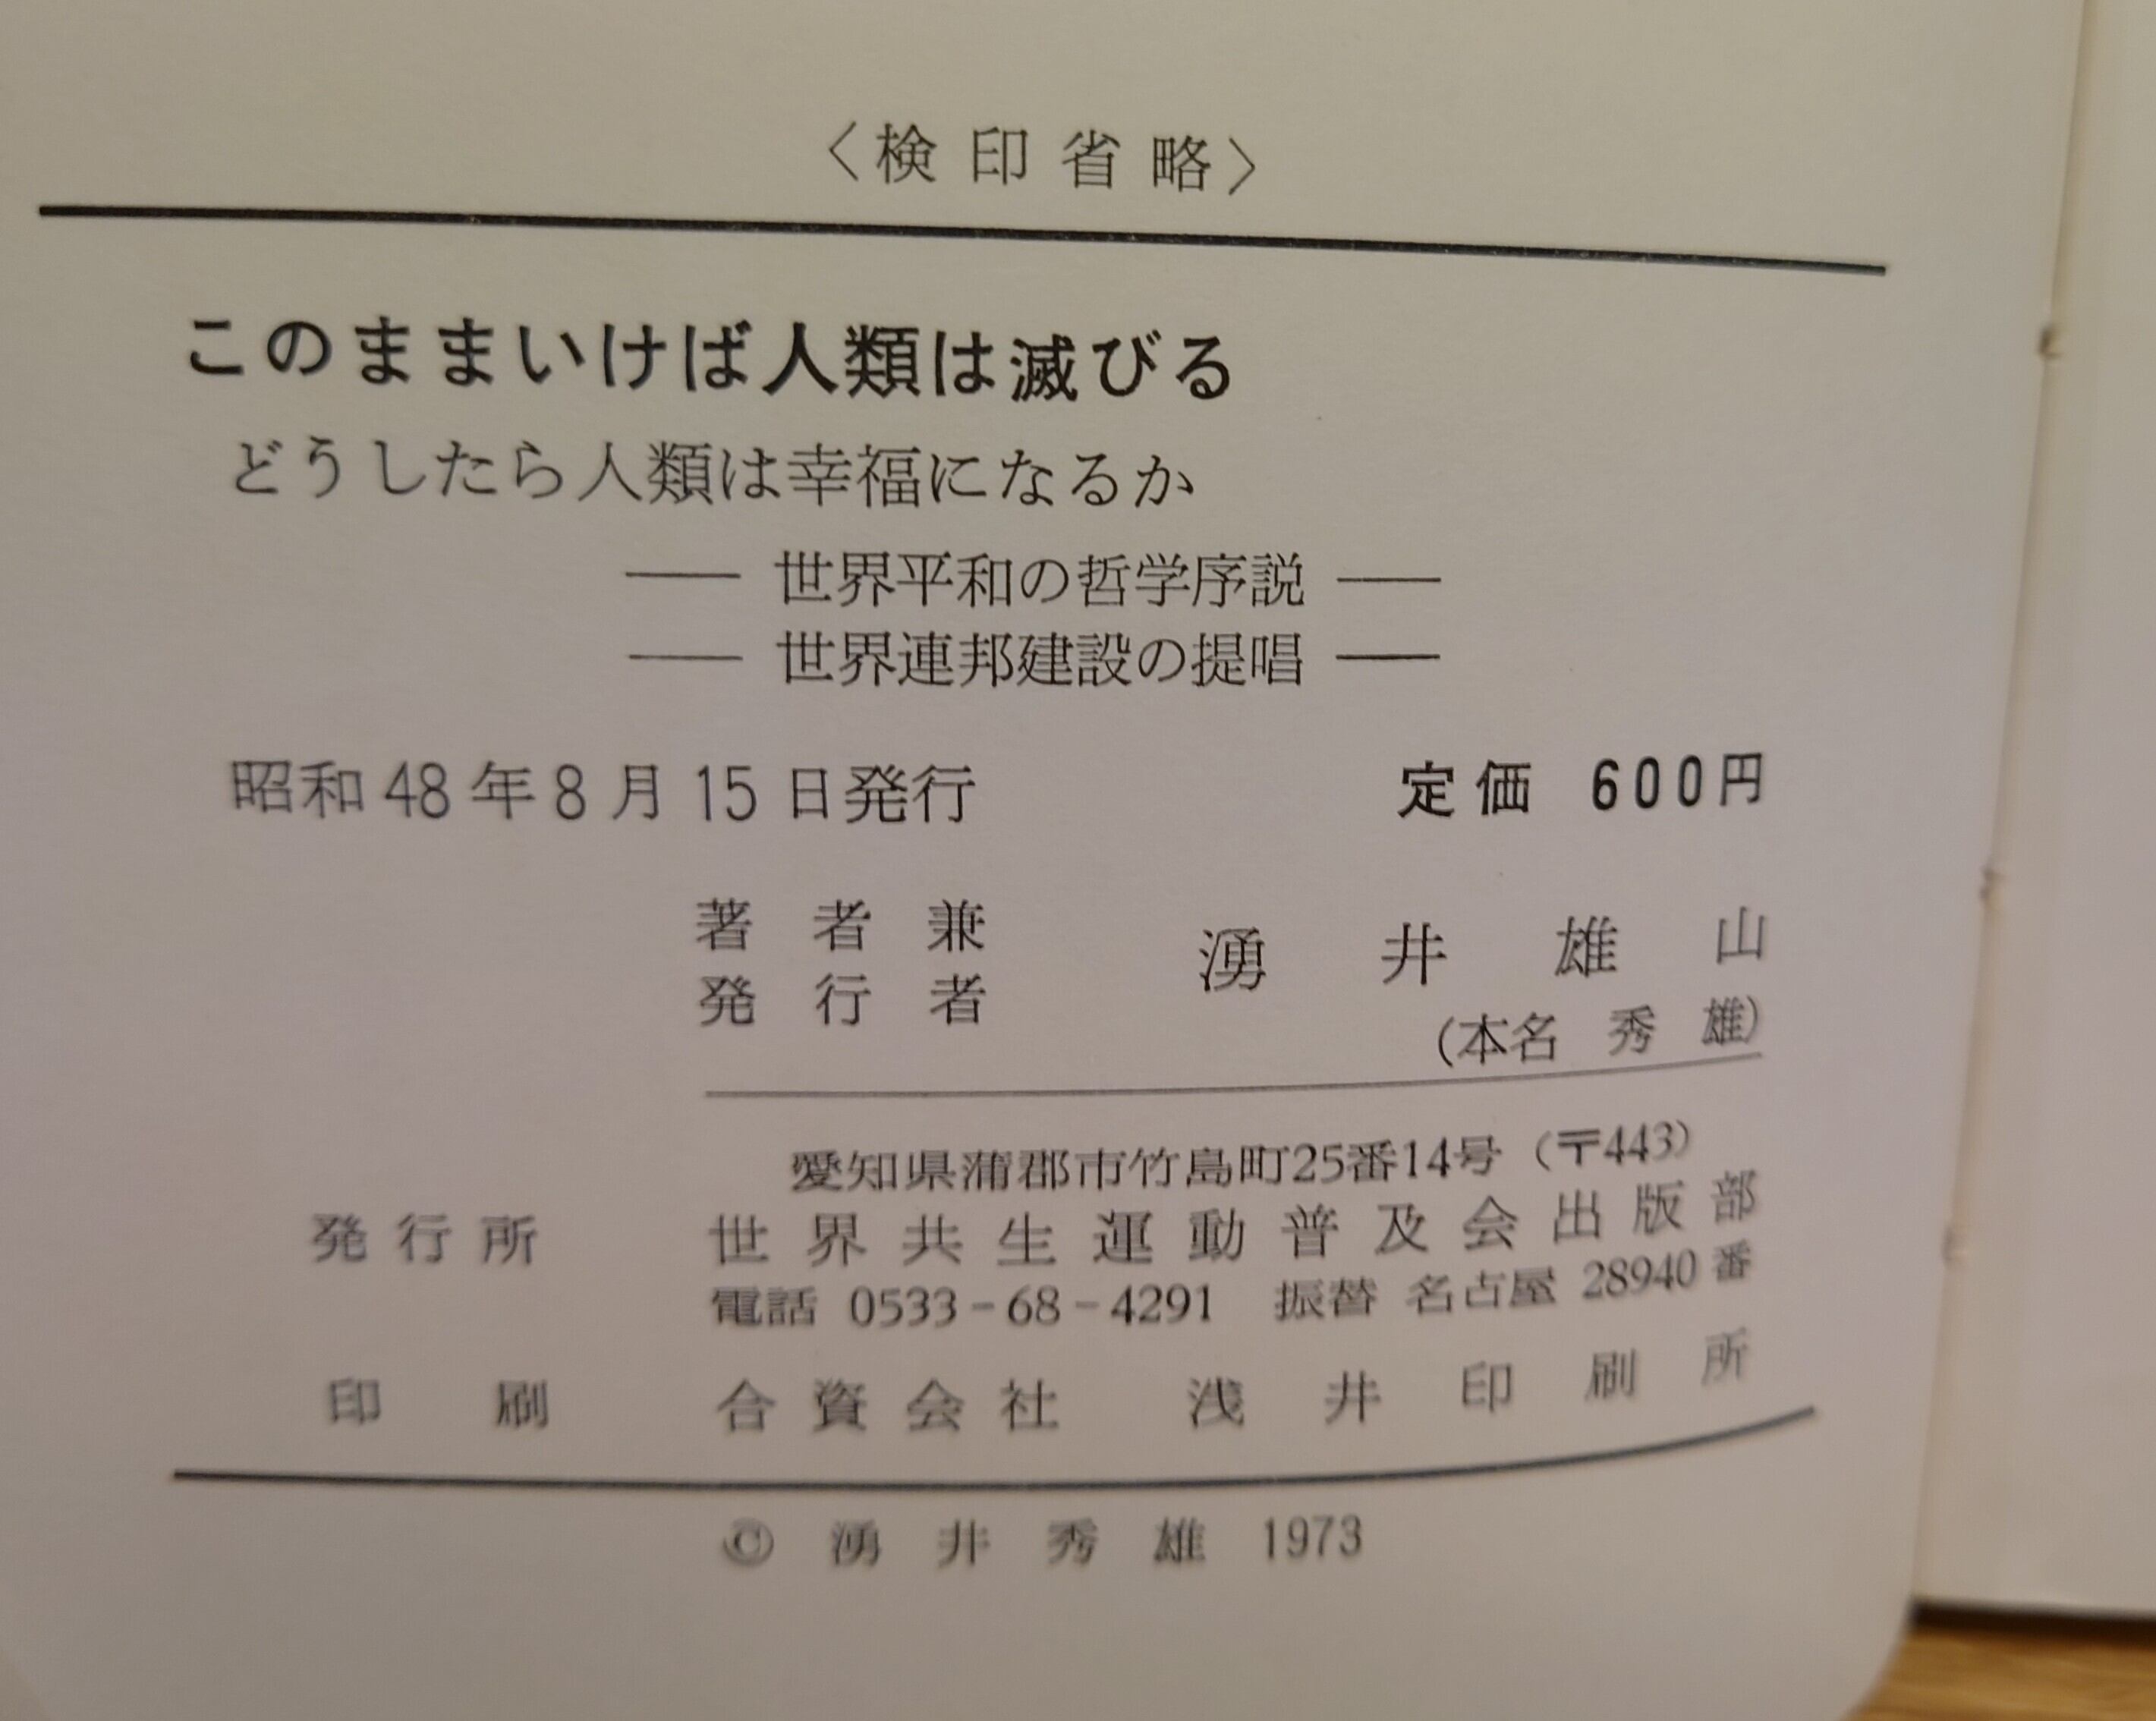 〈検印省略〉
このままいけば人類は滅びる
どうしたら人類は幸福になるか
── 世界平和の哲学序説 ──
── 世界連邦建設の提唱 ──
昭和48年8月15日発行 定価 600円
著者兼
発行者 湧井雄山
(本名 秀雄)
愛知県蒲郡市竹島町25番14号 (〒443)
発行所 世界共生運動普及会出版部
電話 0533-68-4291 振替 名古屋 28940番
印刷 合資会社 浅井印刷所
© 湧井秀雄 1973